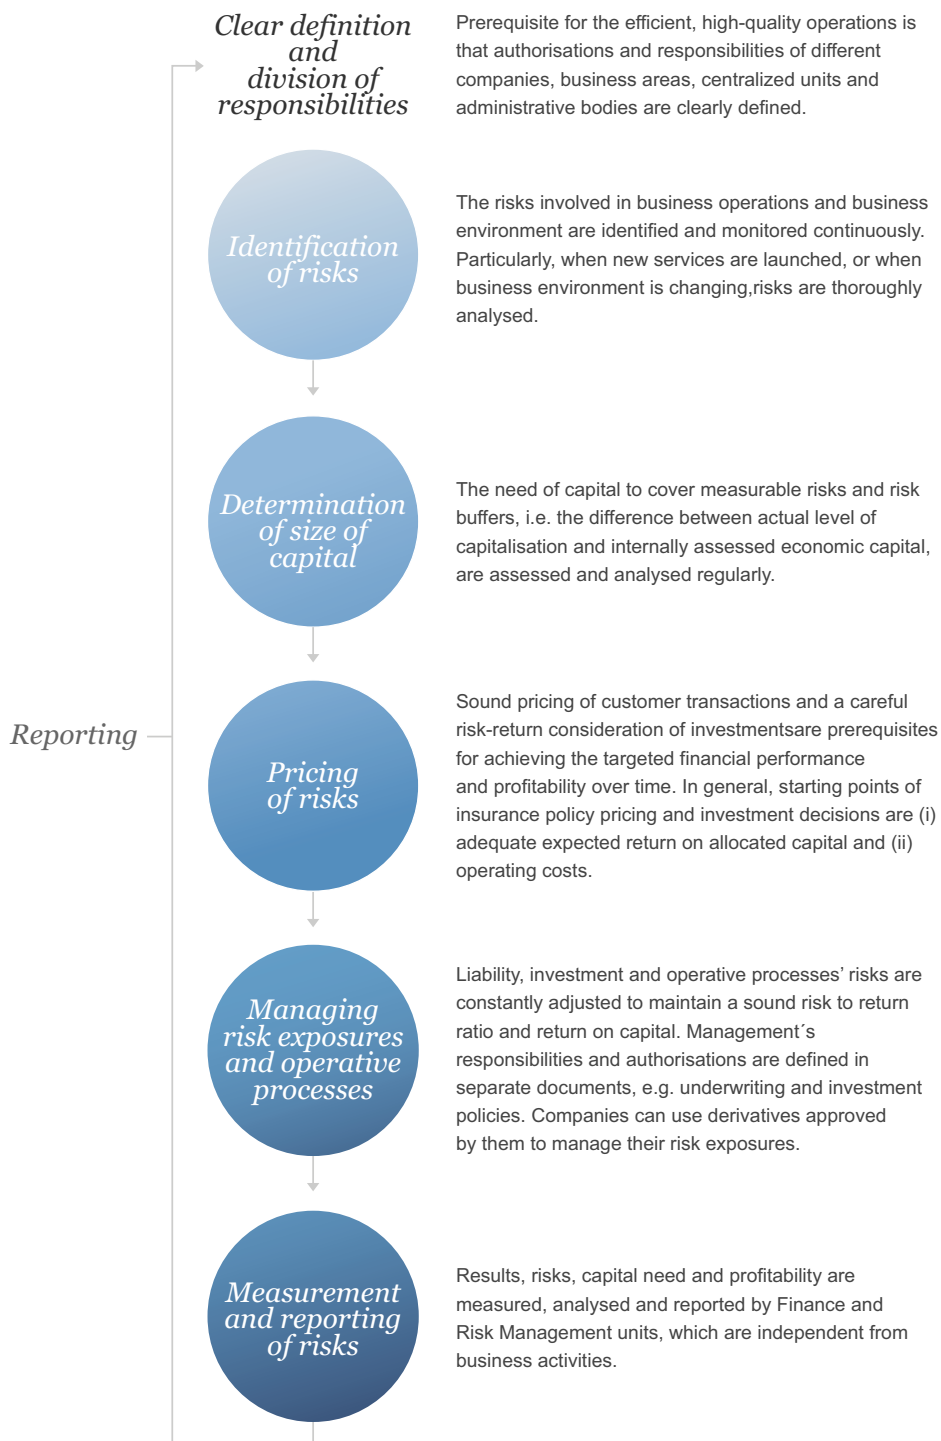 Clear definition
and
division of
responsibilities
Prerequisite for the efficient, high-quality operations is
that authorisations and responsibilities of different
companies, business areas, centralized units and
administrative bodies are clearly defined.
Identification
of risks
The risks involved in business operations and business
environment are identified and monitored continuously.
Particularly, when new services are launched, or when
business environment is changing,risks are thoroughly
analysed.
Determination
of size of
capital
The need of capital to cover measurable risks and risk
buffers, i.e. the difference between actual level of
capitalisation and internally assessed economic capital,
are assessed and analysed regularly.
Reporting
Pricing
of risks
Sound pricing of customer transactions and a careful
risk-return consideration of investmentsare prerequisites
for achieving the targeted financial performance
and profitability over time. In general, starting points of
insurance policy pricing and investment decisions are (i)
adequate expected return on allocated capital and (ii)
operating costs.
Managing
risk exposures
and operative
processes
Liability, investment and operative processes’ risks are
constantly adjusted to maintain a sound risk to return
ratio and return on capital. Management´s
responsibilities and authorisations are defined in
separate documents, e.g. underwriting and investment
policies. Companies can use derivatives approved
by them to manage their risk exposures.
Measurement
and reporting
of risks
Results, risks, capital need and profitability are
measured, analysed and reported by Finance and
Risk Management units, which are independent from
business activities.